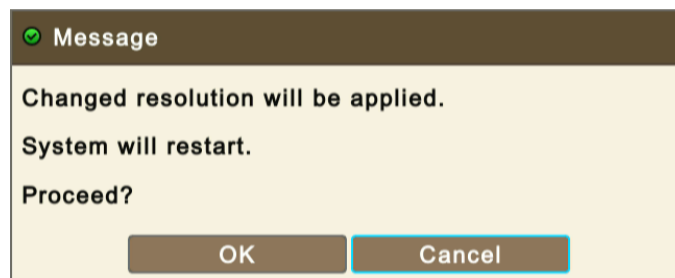 Message
Changed resolution will be applied.
System will restart.
Proceed?
OK Cancel